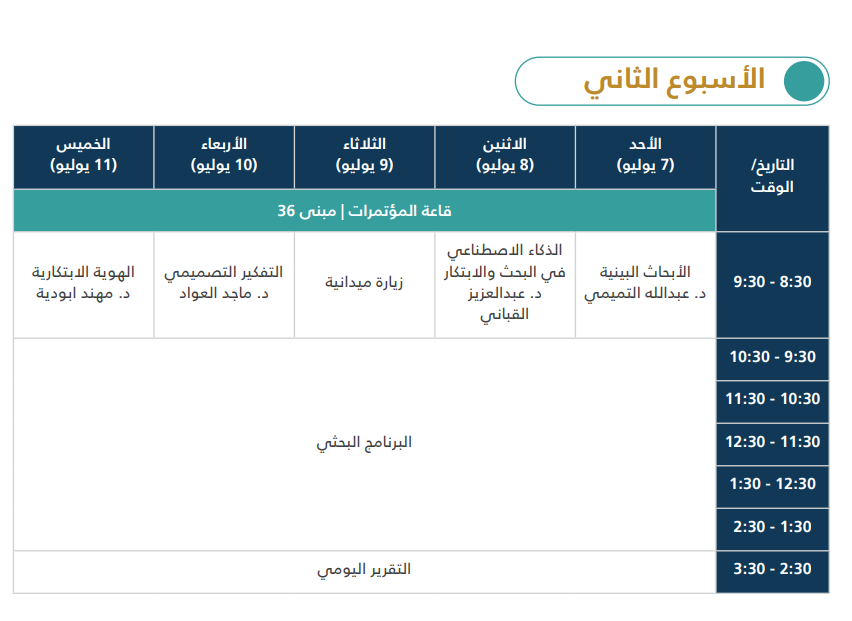 الأسبوع الثاني
التاريخ/
الوقت
الأحد
(7 يوليو)
الاثنين
(8 يوليو)
الثلاثاء
(9 يوليو)
الأربعاء
(10 يوليو)
الخميس
(11 يوليو)
قاعة المؤتمرات | مبنى 36
8:30 - 9:30
الأبحاث البينية
د. عبدالله التميمي
الذكاء الاصطناعي
في البحث والابتكار
د. عبدالعزيز
القباني
زيارة ميدانية
التفكير التصميمي
د. ماجد العواد
الهوية الابتكارية
د. مهند ابودية
9:30 - 10:30
10:30 - 11:30
11:30 - 12:30
12:30 - 1:30
1:30 - 2:30
البرنامج البحثي
2:30 - 3:30
التقرير اليومي